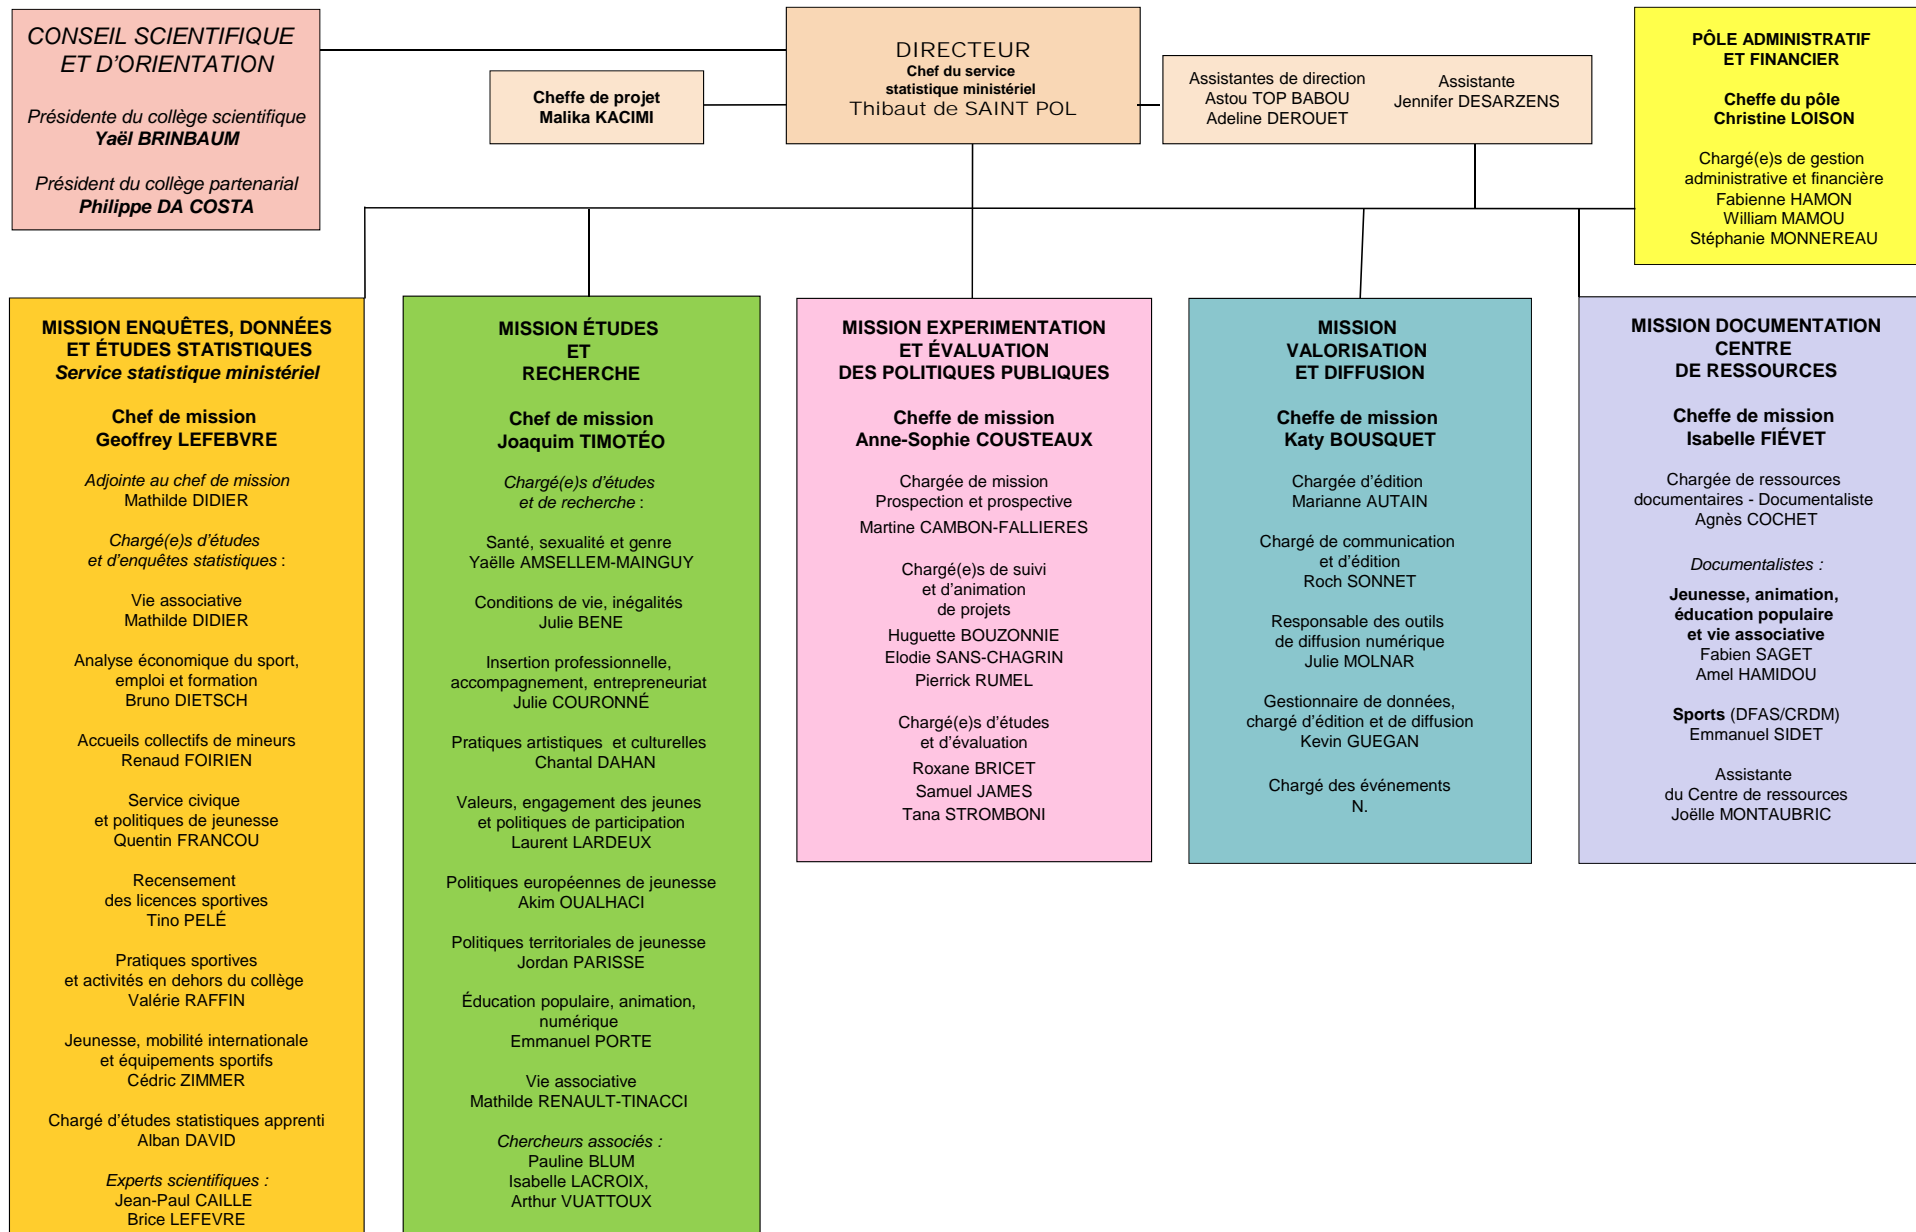 CONSEIL SCIENTIFIQUE
ET D'ORIENTATION
Présidente du collège scientifique
Yaël BRINBAUM
Président du collège partenarial
Philippe DA COSTA
Cheffe de projet
Malika KACIMI
DIRECTEUR
Chef du service
statistique ministériel
Thibaut de SAINT POL
Assistantes de direction
Astou TOP BABOU
Adeline DEROUET
Assistante
Jennifer DESARZENS
PÔLE ADMINISTRATIF
ET FINANCIER
Cheffe du pôle
Christine LOISON
Chargé(e)s de gestion
administrative et financière
Fabienne HAMON
William MAMOU
Stéphanie MONNEREAU
MISSION ENQUÊTES, DONNÉES
ET ÉTUDES STATISTIQUES
Service statistique ministériel
Chef de mission
Geoffrey LEFEBVRE
Adjointe au chef de mission
Mathilde DIDIER
Chargé(e)s d'études
et d'enquêtes statistiques :
Vie associative
Mathilde DIDIER
Analyse économique du sport,
emploi et formation
Bruno DIETSCH
Accueils collectifs de mineurs
Renaud FOIRIEN
Service civique
et politiques de jeunesse
Quentin FRANCOU
Recensement
des licences sportives
Tino PELÉ
Pratiques sportives
et activités en dehors du collège
Valérie RAFFIN
Jeunesse, mobilité internationale
et équipements sportifs
Cédric ZIMMER
Chargé d'études statistiques apprenti
Alban DAVID
Experts scientifiques :
Jean-Paul CAILLE
Brice LEFEVRE
MISSION ÉTUDES
ET
RECHERCHE
Chef de mission
Joaquim TIMOTÉO
Chargé(e)s d'études
et de recherche :
Santé, sexualité et genre
Yaëlle AMSELLEM-MAINGUY
Conditions de vie, inégalités
Julie BENE
Insertion professionnelle,
accompagnement, entrepreneuriat
Julie COURONNÉ
Pratiques artistiques et culturelles
Chantal DAHAN
Valeurs, engagement des jeunes
et politiques de participation
Laurent LARDEUX
Politiques européennes de jeunesse
Akim OUALHACI
Politiques territoriales de jeunesse
Jordan PARISSE
Éducation populaire, animation,
numérique
Emmanuel PORTE
Vie associative
Mathilde RENAULT-TINACCI
Chercheurs associés :
Pauline BLUM
Isabelle LACROIX,
Arthur VUATTOUX
MISSION EXPERIMENTATION
ET ÉVALUATION
DES POLITIQUES PUBLIQUES
Cheffe de mission
Anne-Sophie COUSTEAUX
Chargée de mission
Prospection et prospective
Martine CAMBON-FALLIERES
Chargé(e)s de suivi
et d'animation
de projets
Huguette BOUZONNIE
Elodie SANS-CHAGRIN
Pierrick RUMEL
Chargé(e)s d'études
et d'évaluation
Roxane BRICET
Samuel JAMES
Tana STROMBONI
MISSION
VALORISATION
ET DIFFUSION
Cheffe de mission
Katy BOUSQUET
Chargée d'édition
Marianne AUTAIN
Chargé de communication
et d'édition
Roch SONNET
Responsable des outils
de diffusion numérique
Julie MOLNAR
Gestionnaire de données,
chargé d'édition et de diffusion
Kevin GUEGAN
Chargé des événements
N.
MISSION DOCUMENTATION
CENTRE
DE RESSOURCES
Cheffe de mission
Isabelle FIÉVET
Chargée de ressources
documentaires - Documentaliste
Agnès COCHET
Documentalistes :
Jeunesse, animation,
éducation populaire
et vie associative
Fabien SAGET
Amel HAMIDOU
Sports (DFAS/CRDM)
Emmanuel SIDET
Assistante
du Centre de ressources
Joëlle MONTAUBRIC